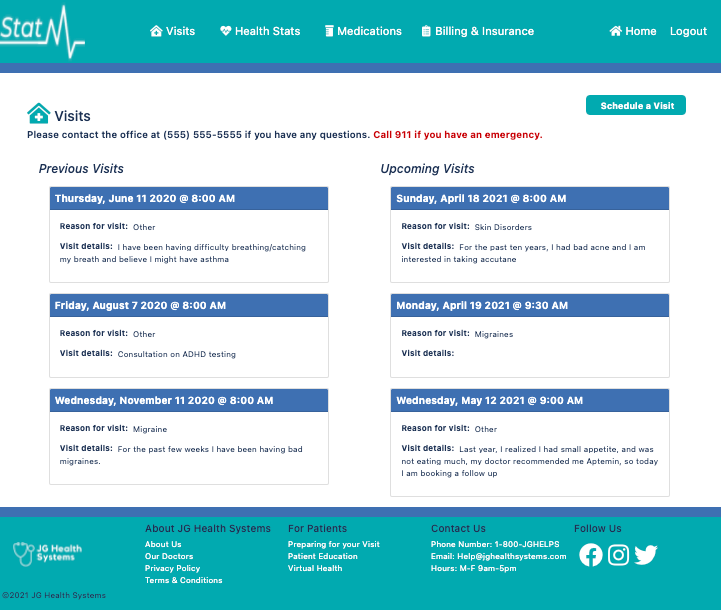 Stat
Visits
Health Stats
Medications
Billing & Insurance
Home
Logout
Visits
Schedule a Visit
Please contact the office at (555) 555-5555 if you have any questions. Call 911 if you have an emergency.
Previous Visits
Thursday, June 11 2020 @ 8:00 AM
Reason for visit: Other
Visit details: I have been having difficulty breathing/catching
my breath and believe I might have asthma
Friday, August 7 2020 @ 8:00 AM
Reason for visit: Other
Visit details: Consultation on ADHD testing
Wednesday, November 11 2020 @ 8:00 AM
Reason for visit: Migraine
Visit details: For the past few weeks I have been having bad
migraines.
Upcoming Visits
Sunday, April 18 2021 @ 8:00 AM
Reason for visit: Skin Disorders
Visit details: For the past ten years, I had bad acne and I am
interested in taking accutane
Monday, April 19 2021 @ 9:30 AM
Reason for visit: Migraines
Visit details:
Wednesday, May 12 2021 @ 9:00 AM
Reason for visit: Other
Visit details: Last year, I realized I had small appetite, and was
not eating much, my doctor recommended me Aptemin, so today
I am booking a follow up
JG Health
Systems
About JG Health Systems
About Us
Our Doctors
Privacy Policy
Terms & Conditions
For Patients
Preparing for your Visit
Patient Education
Virtual Health
Contact Us
Phone Number: 1-800-JGHELPS
Email: Help@jghealthsystems.com
Hours: M-F 9am-5pm
Follow Us
©2021 JG Health Systems